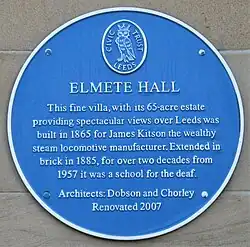 CIVIC TRUST
LEEDS
ELMETE HALL
This fine villa, with its 65-acre estate
providing spectacular views over Leeds was
built in 1865 for James Kitson the wealthy
steam locomotive manufacturer. Extended in
brick in 1885, for over two decades from
1957 it was a school for the deaf.
Architects: Dobson and Chorley
Renovated 2007